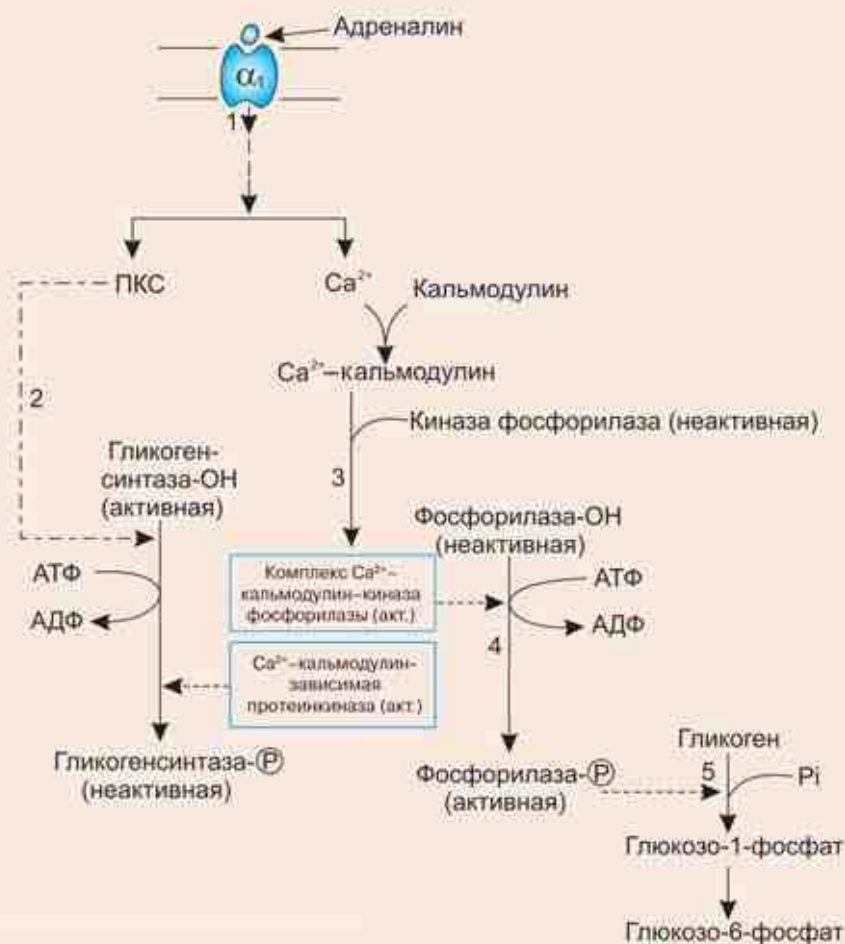 Адреналин
α₁
1
ПКС
Ca²⁺
Кальмодулин
Ca²⁺–кальмодулин
2
Киназа фосфорилаза (неактивная)
Гликоген-
синтаза-ОН
(активная)
3
Фосфорилаза-ОН
(неактивная)
АТФ
АДФ
Комплекс Ca²⁺–
кальмодулин–киназа
фосфорилазы (акт.)
АТФ
АДФ
4
Ca²⁺–кальмодулин-
зависимая
протеинкиназа (акт.)
Гликогенсинтаза-Ⓟ
(неактивная)
Фосфорилаза-Ⓟ
(активная)
Гликоген
5
Pi
Глюкозо-1-фосфат
Глюкозо-6-фосфат